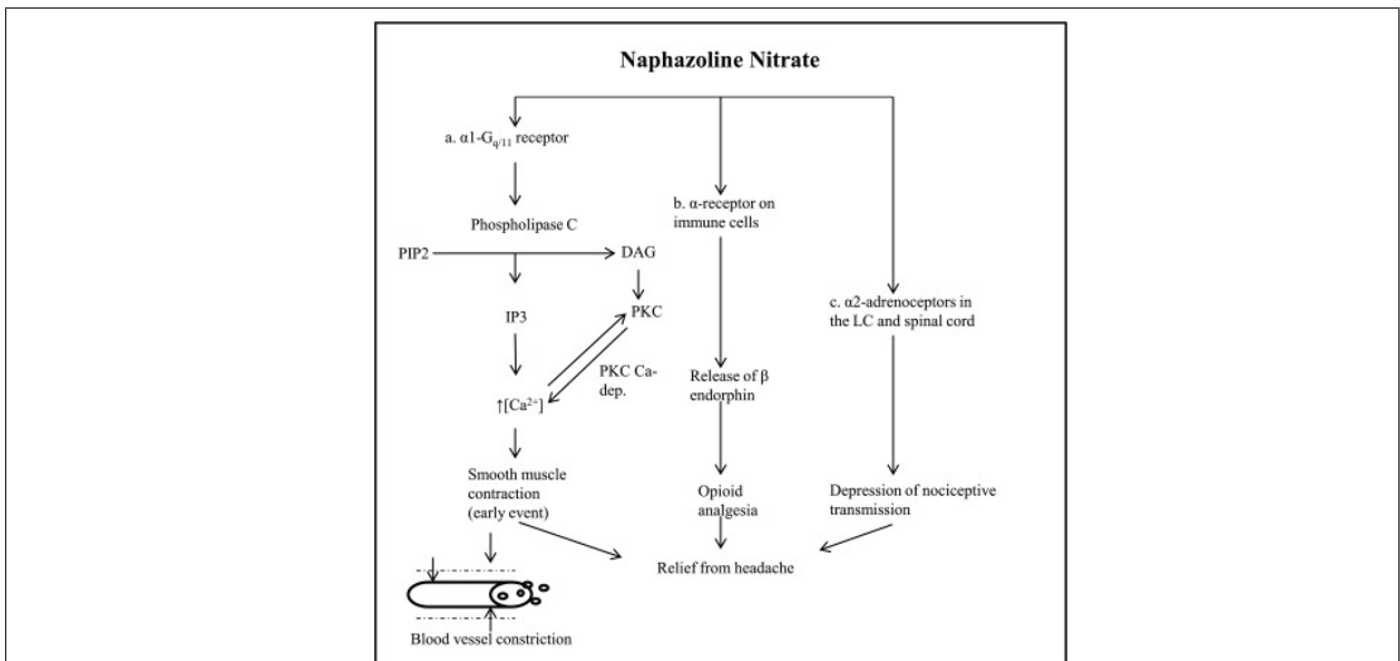 Naphazoline Nitrate
a. α1-Gq/11 receptor
Phospholipase C
PIP2
DAG
IP3
PKC
PKC Ca-
dep.
↑[Ca²⁺]
Smooth muscle
contraction
(early event)
Blood vessel constriction
b. α-receptor on
immune cells
Release of β
endorphin
Opioid
analgesia
c. α2-adrenoceptors in
the LC and spinal cord
Depression of nociceptive
transmission
Relief from headache